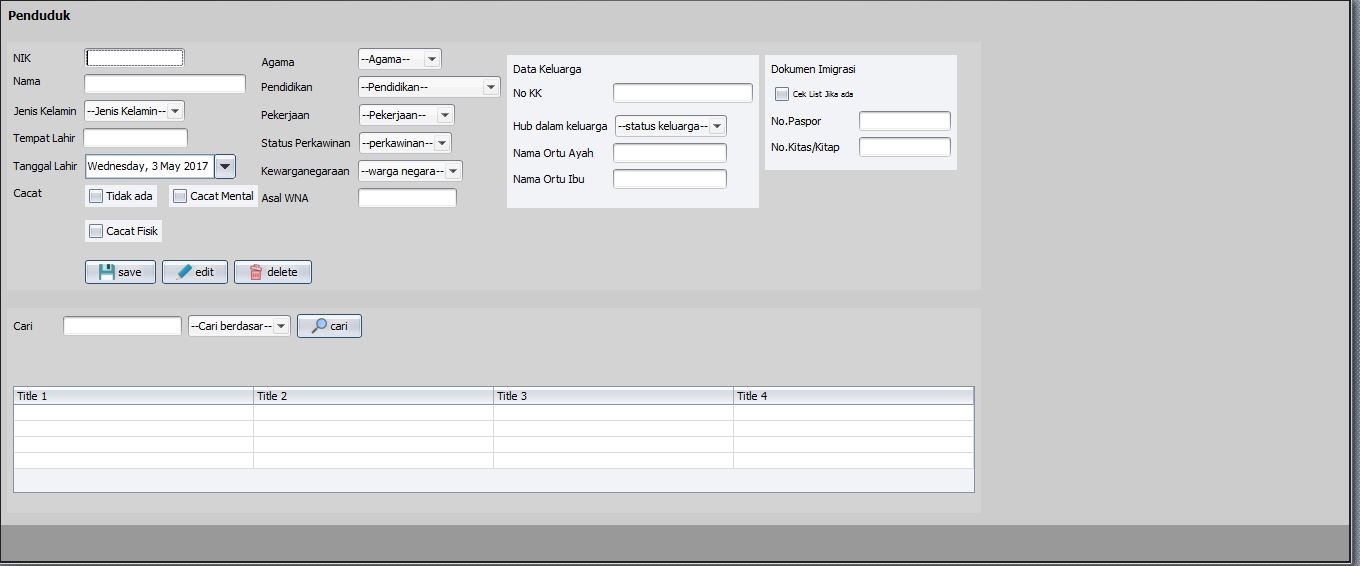 Penduduk
NIK
Nama
Jenis Kelamin --Jenis Kelamin--
Tempat Lahir
Tanggal Lahir Wednesday, 3 May 2017
Cacat Tidak ada Cacat Mental
Cacat Fisik
save edit delete
Agama --Agama--
Pendidikan --Pendidikan--
Pekerjaan --Pekerjaan--
Status Perkawinan --perkawinan--
Kewarganegaraan --warga negara--
Asal WNA
Data Keluarga
No KK
Hub dalam keluarga --status keluarga--
Nama Ortu Ayah
Nama Ortu Ibu
Dokumen Imigrasi
Cek List Jika ada
No.Paspor
No.Kitas/Kitap
Cari --Cari berdasar-- cari
Title 1 Title 2 Title 3 Title 4